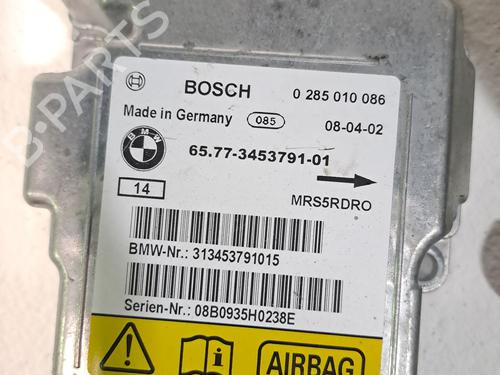 BOSCH 0 285 010 086
Made in Germany 085 08-04-02
BMW 65.77-3453791-01
14 MRS5RDRO
BMW-Nr.: 313453791015
Serien-Nr.: 08B0935H0238E
AIRBAG
B-PARTS